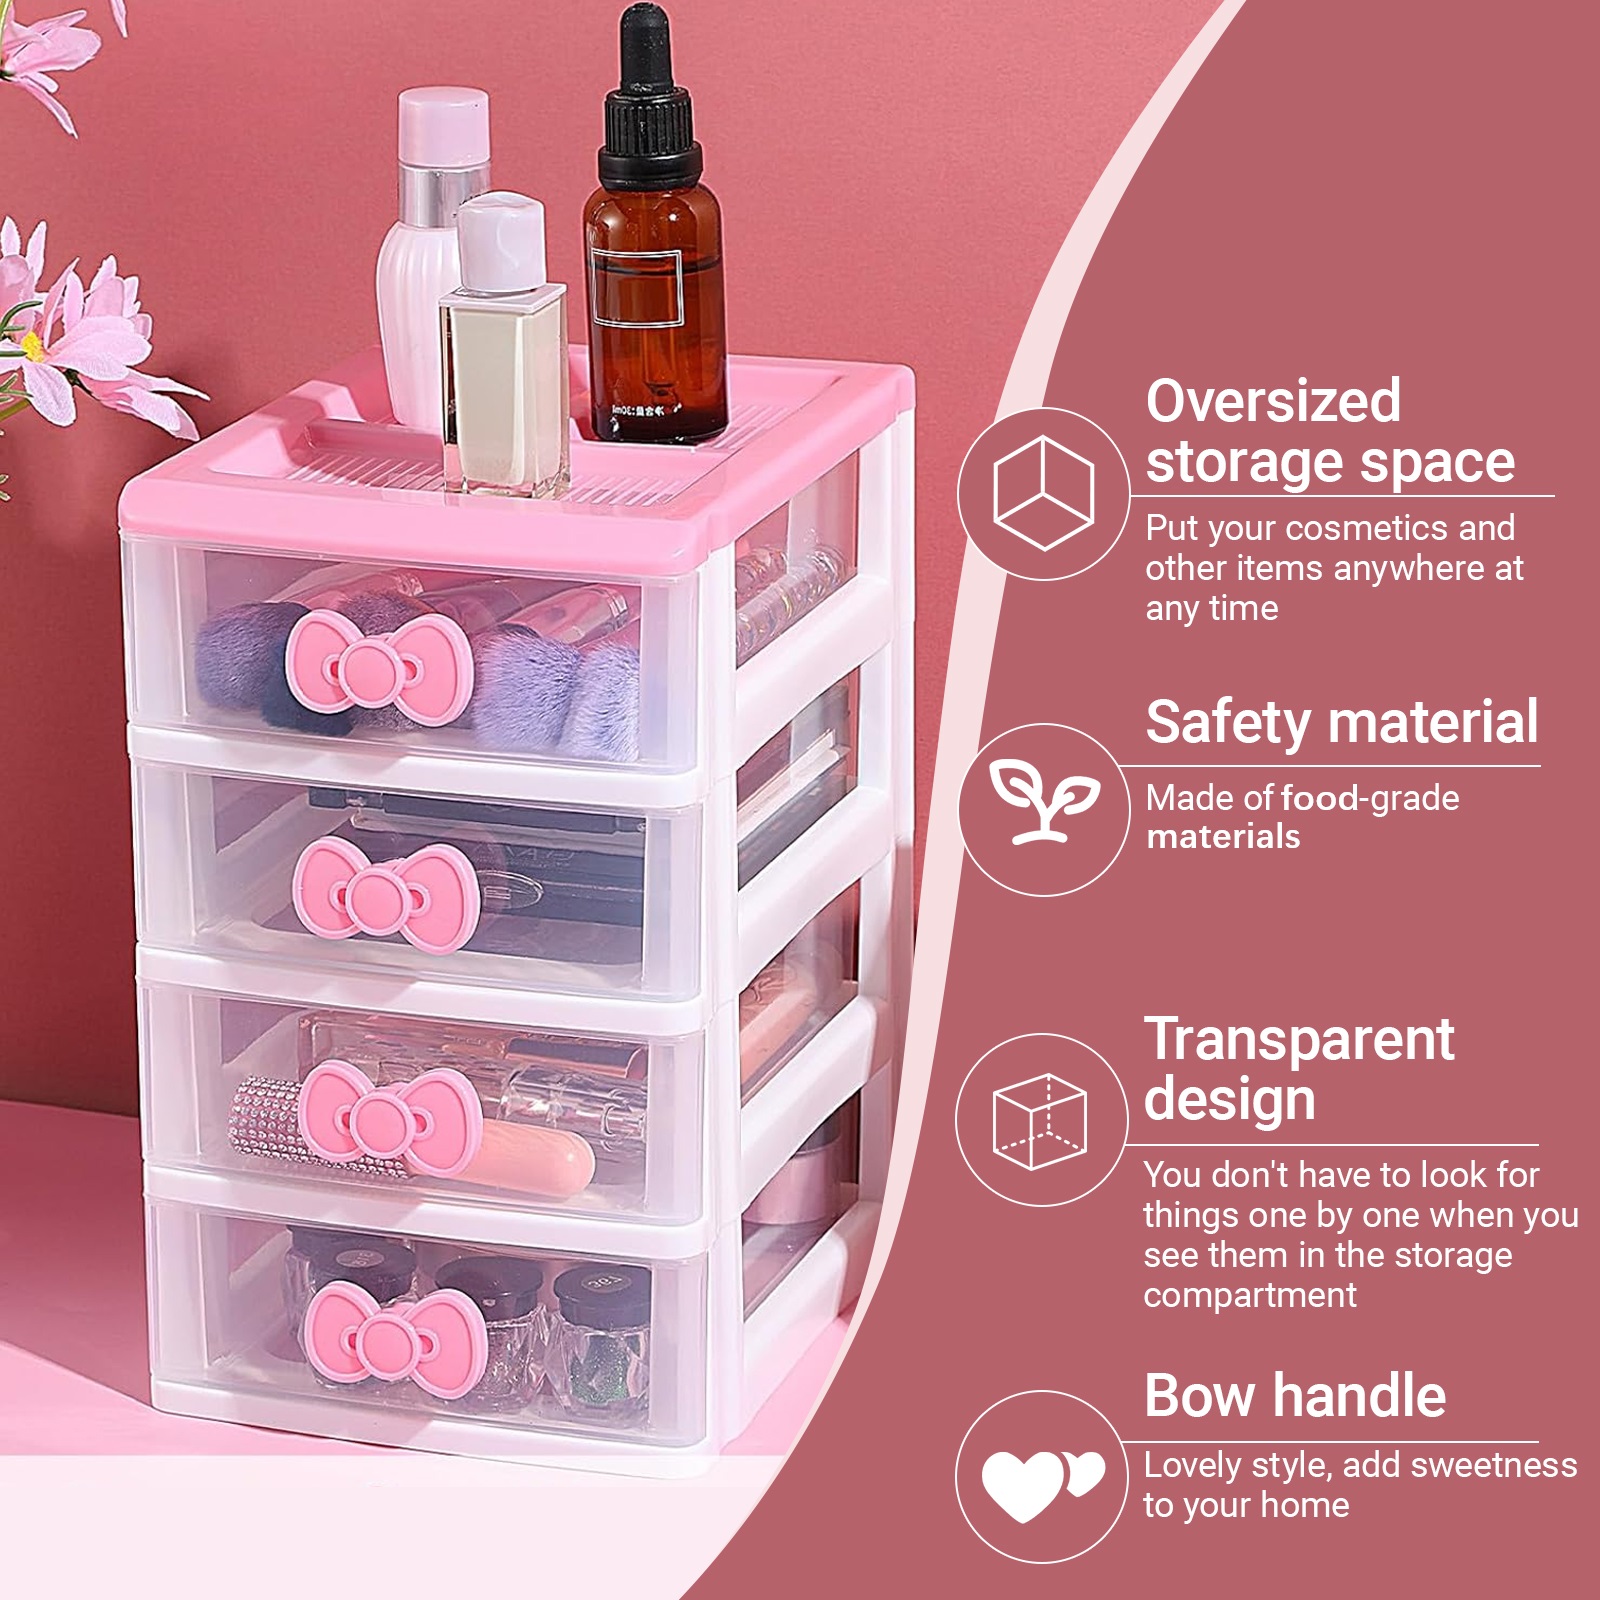 Oversized
storage space
Put your cosmetics and
other items anywhere at
any time
Safety material
Made of food-grade
materials
Transparent
design
You don't have to look for
things one by one when you
see them in the storage
compartment
Bow handle
Lovely style, add sweetness
to your home